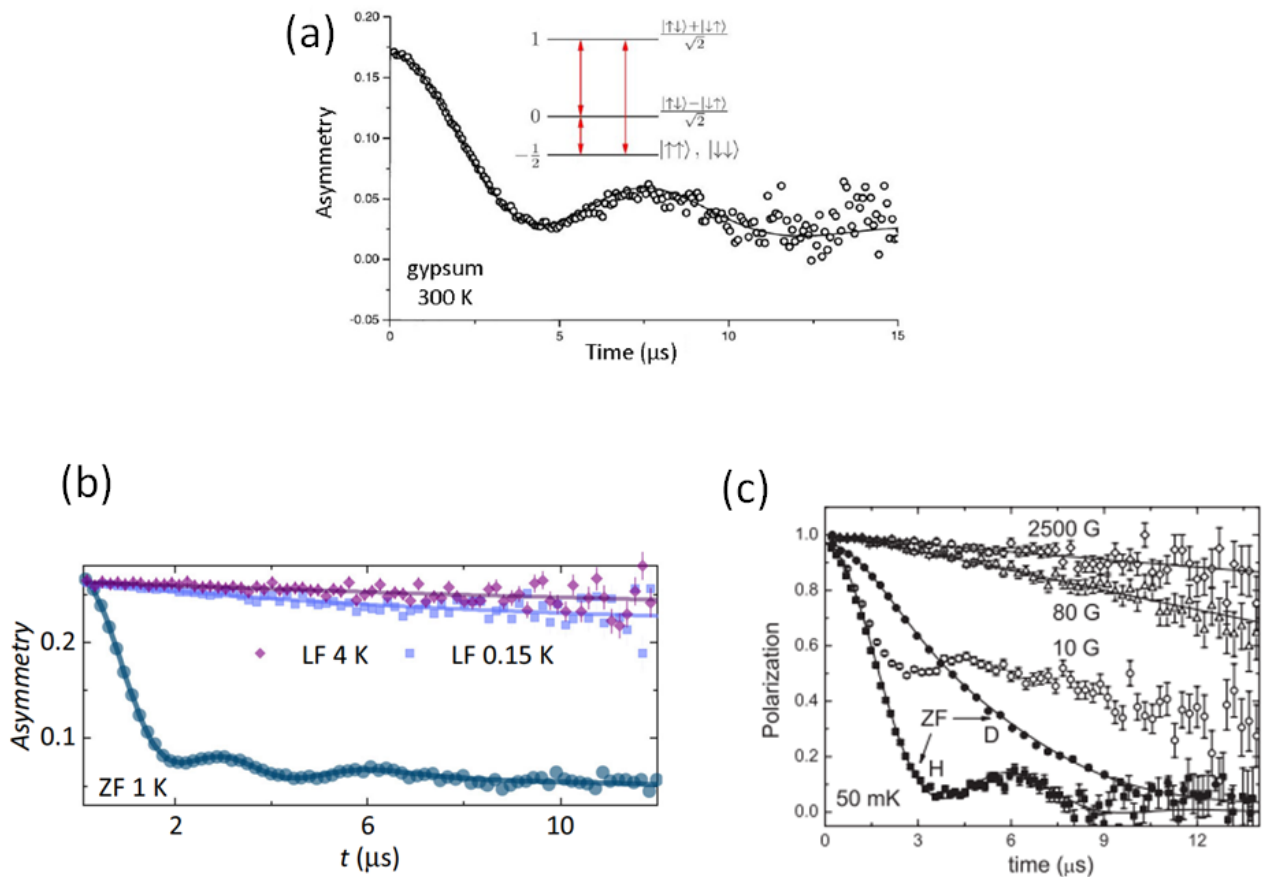 (a)
0.20
0.15
0.10
0.05
0.00
-0.05
Asymmetry
1
|↑↓⟩+|↓↑⟩
√2
0
|↑↓⟩−|↓↑⟩
√2
−1/2
|↑↑⟩ , |↓↓⟩
gypsum
300 K
0 5 10 15
Time (μs)
(b)
Asymmetry
0.2
0.1
LF 4 K LF 0.15 K
ZF 1 K
2 6 10
t (μs)
(c)
Polarization
1.0
0.8
0.6
0.4
0.2
0.0
2500 G
80 G
10 G
ZF
D
H
50 mK
0 3 6 9 12
time (μs)